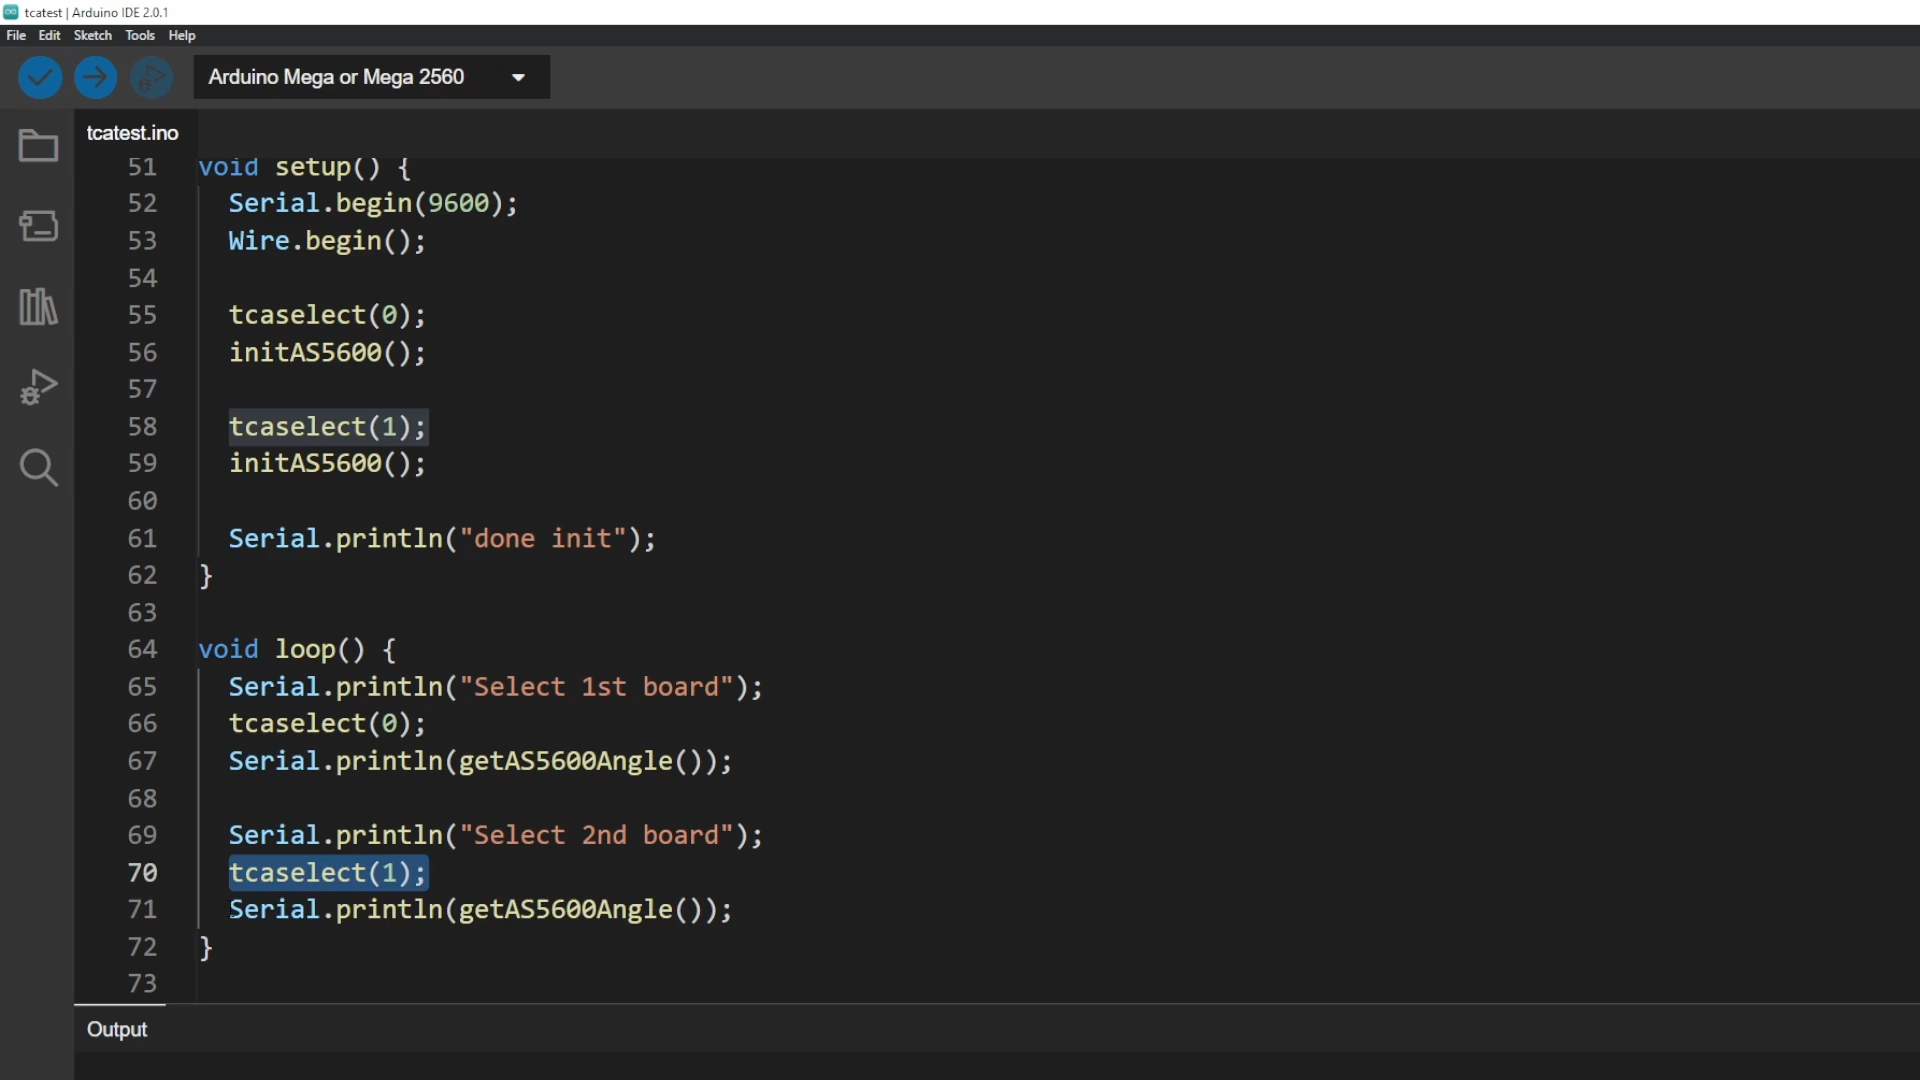 tcatest | Arduino IDE 2.0.1
File Edit Sketch Tools Help
Arduino Mega or Mega 2560
tcatest.ino
51 void setup() {
52 Serial.begin(9600);
53 Wire.begin();
54
55 tcaselect(0);
56 initAS5600();
57
58 tcaselect(1);
59 initAS5600();
60
61 Serial.println("done init");
62 }
63
64 void loop() {
65 Serial.println("Select 1st board");
66 tcaselect(0);
67 Serial.println(getAS5600Angle());
68
69 Serial.println("Select 2nd board");
70 tcaselect(1);
71 Serial.println(getAS5600Angle());
72 }
73
Output